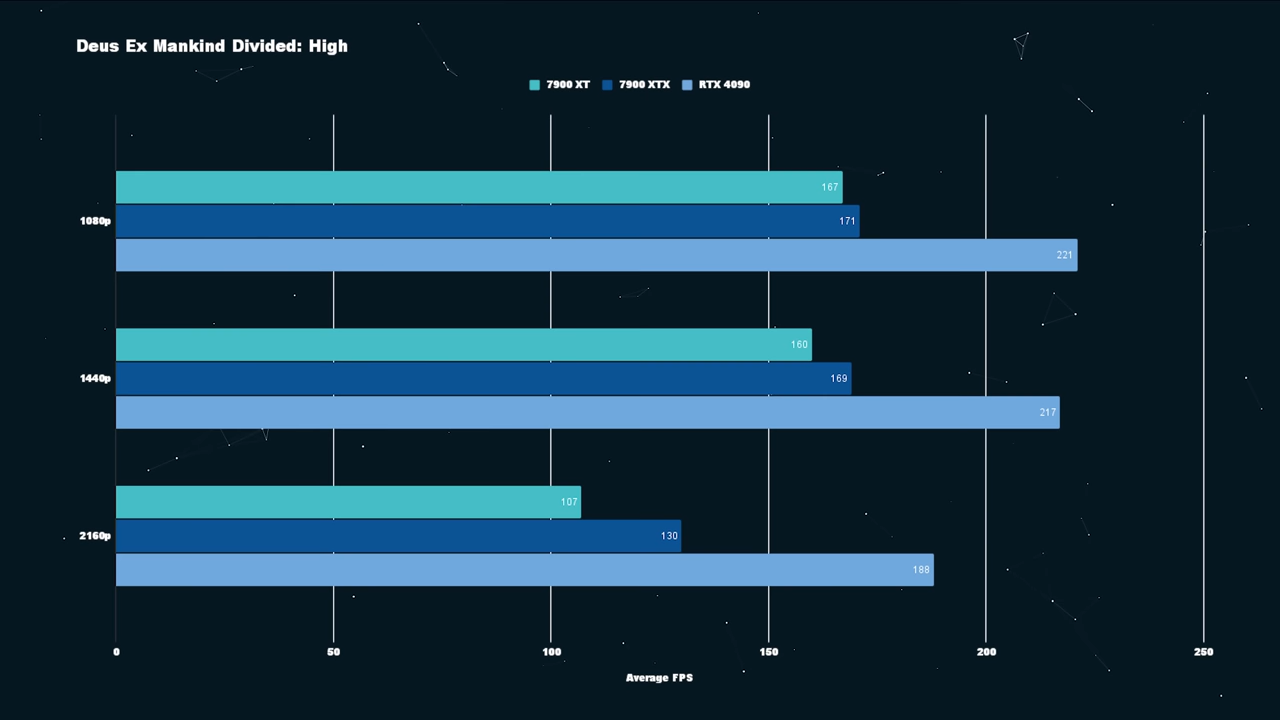 Deus Ex Mankind Divided: High
7900 XT 7900 XTX RTX 4090
167
1080p 171
221
160
1440p 169
217
107
2160p 130
188
0 50 100 150 200 250
Average FPS